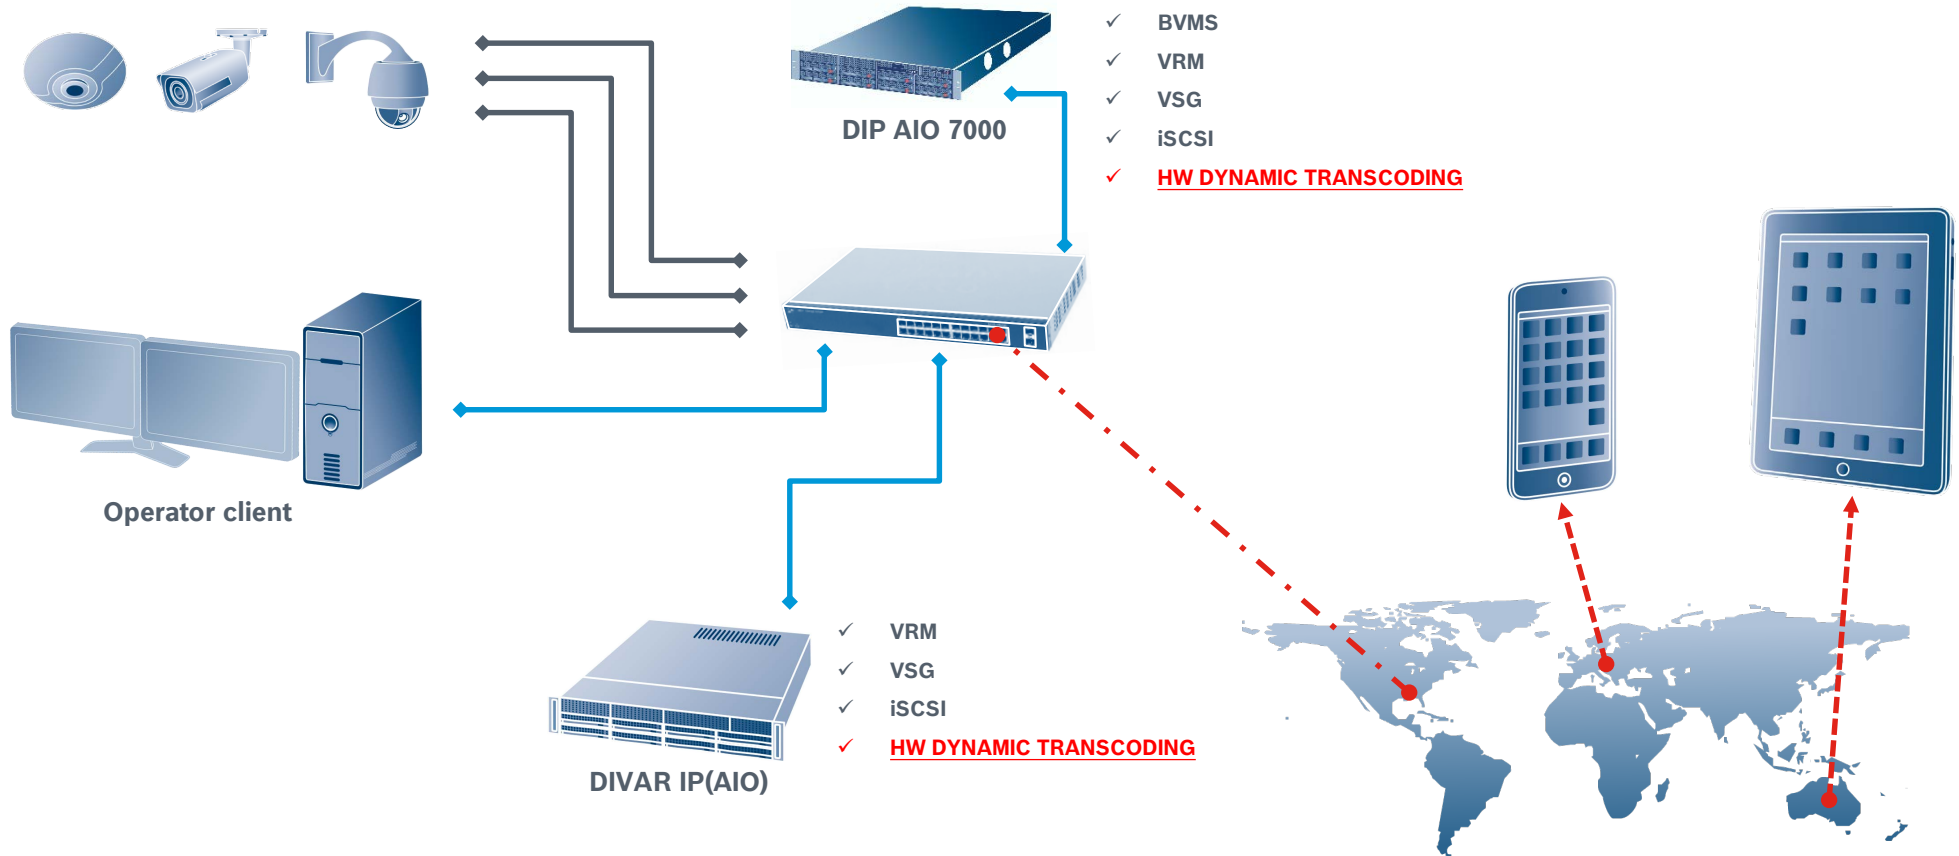 BVMS
VRM
VSG
iSCSI
HW DYNAMIC TRANSCODING
DIP AIO 7000
Operator client
VRM
VSG
iSCSI
HW DYNAMIC TRANSCODING
DIVAR IP(AIO)